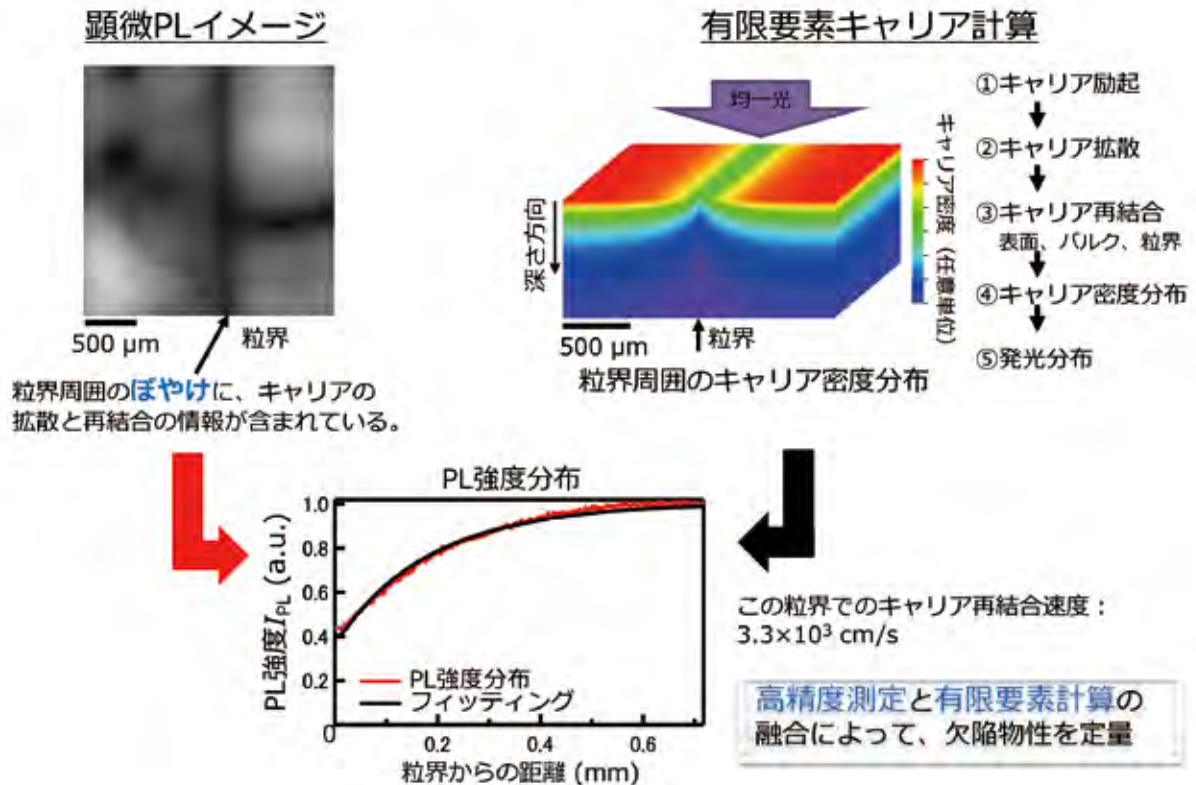 顕微PLイメージ
500 µm
粒界
粒界周囲のぼやけに、キャリアの
拡散と再結合の情報が含まれている。
有限要素キャリア計算
均一光
深さ方向
500 µm
粒界
キャリア密度（任意単位）
粒界周囲のキャリア密度分布
①キャリア励起
②キャリア拡散
③キャリア再結合
表面、バルク、粒界
④キャリア密度分布
⑤発光分布
PL強度分布
PL強度IPL (a.u.)
1.0
0.8
0.6
0.4
0.2
PL強度分布
フィッティング
0
0.2
0.4
0.6
粒界からの距離 (mm)
この粒界でのキャリア再結合速度：
3.3×10³ cm/s
高精度測定と有限要素計算の
融合によって、欠陥物性を定量